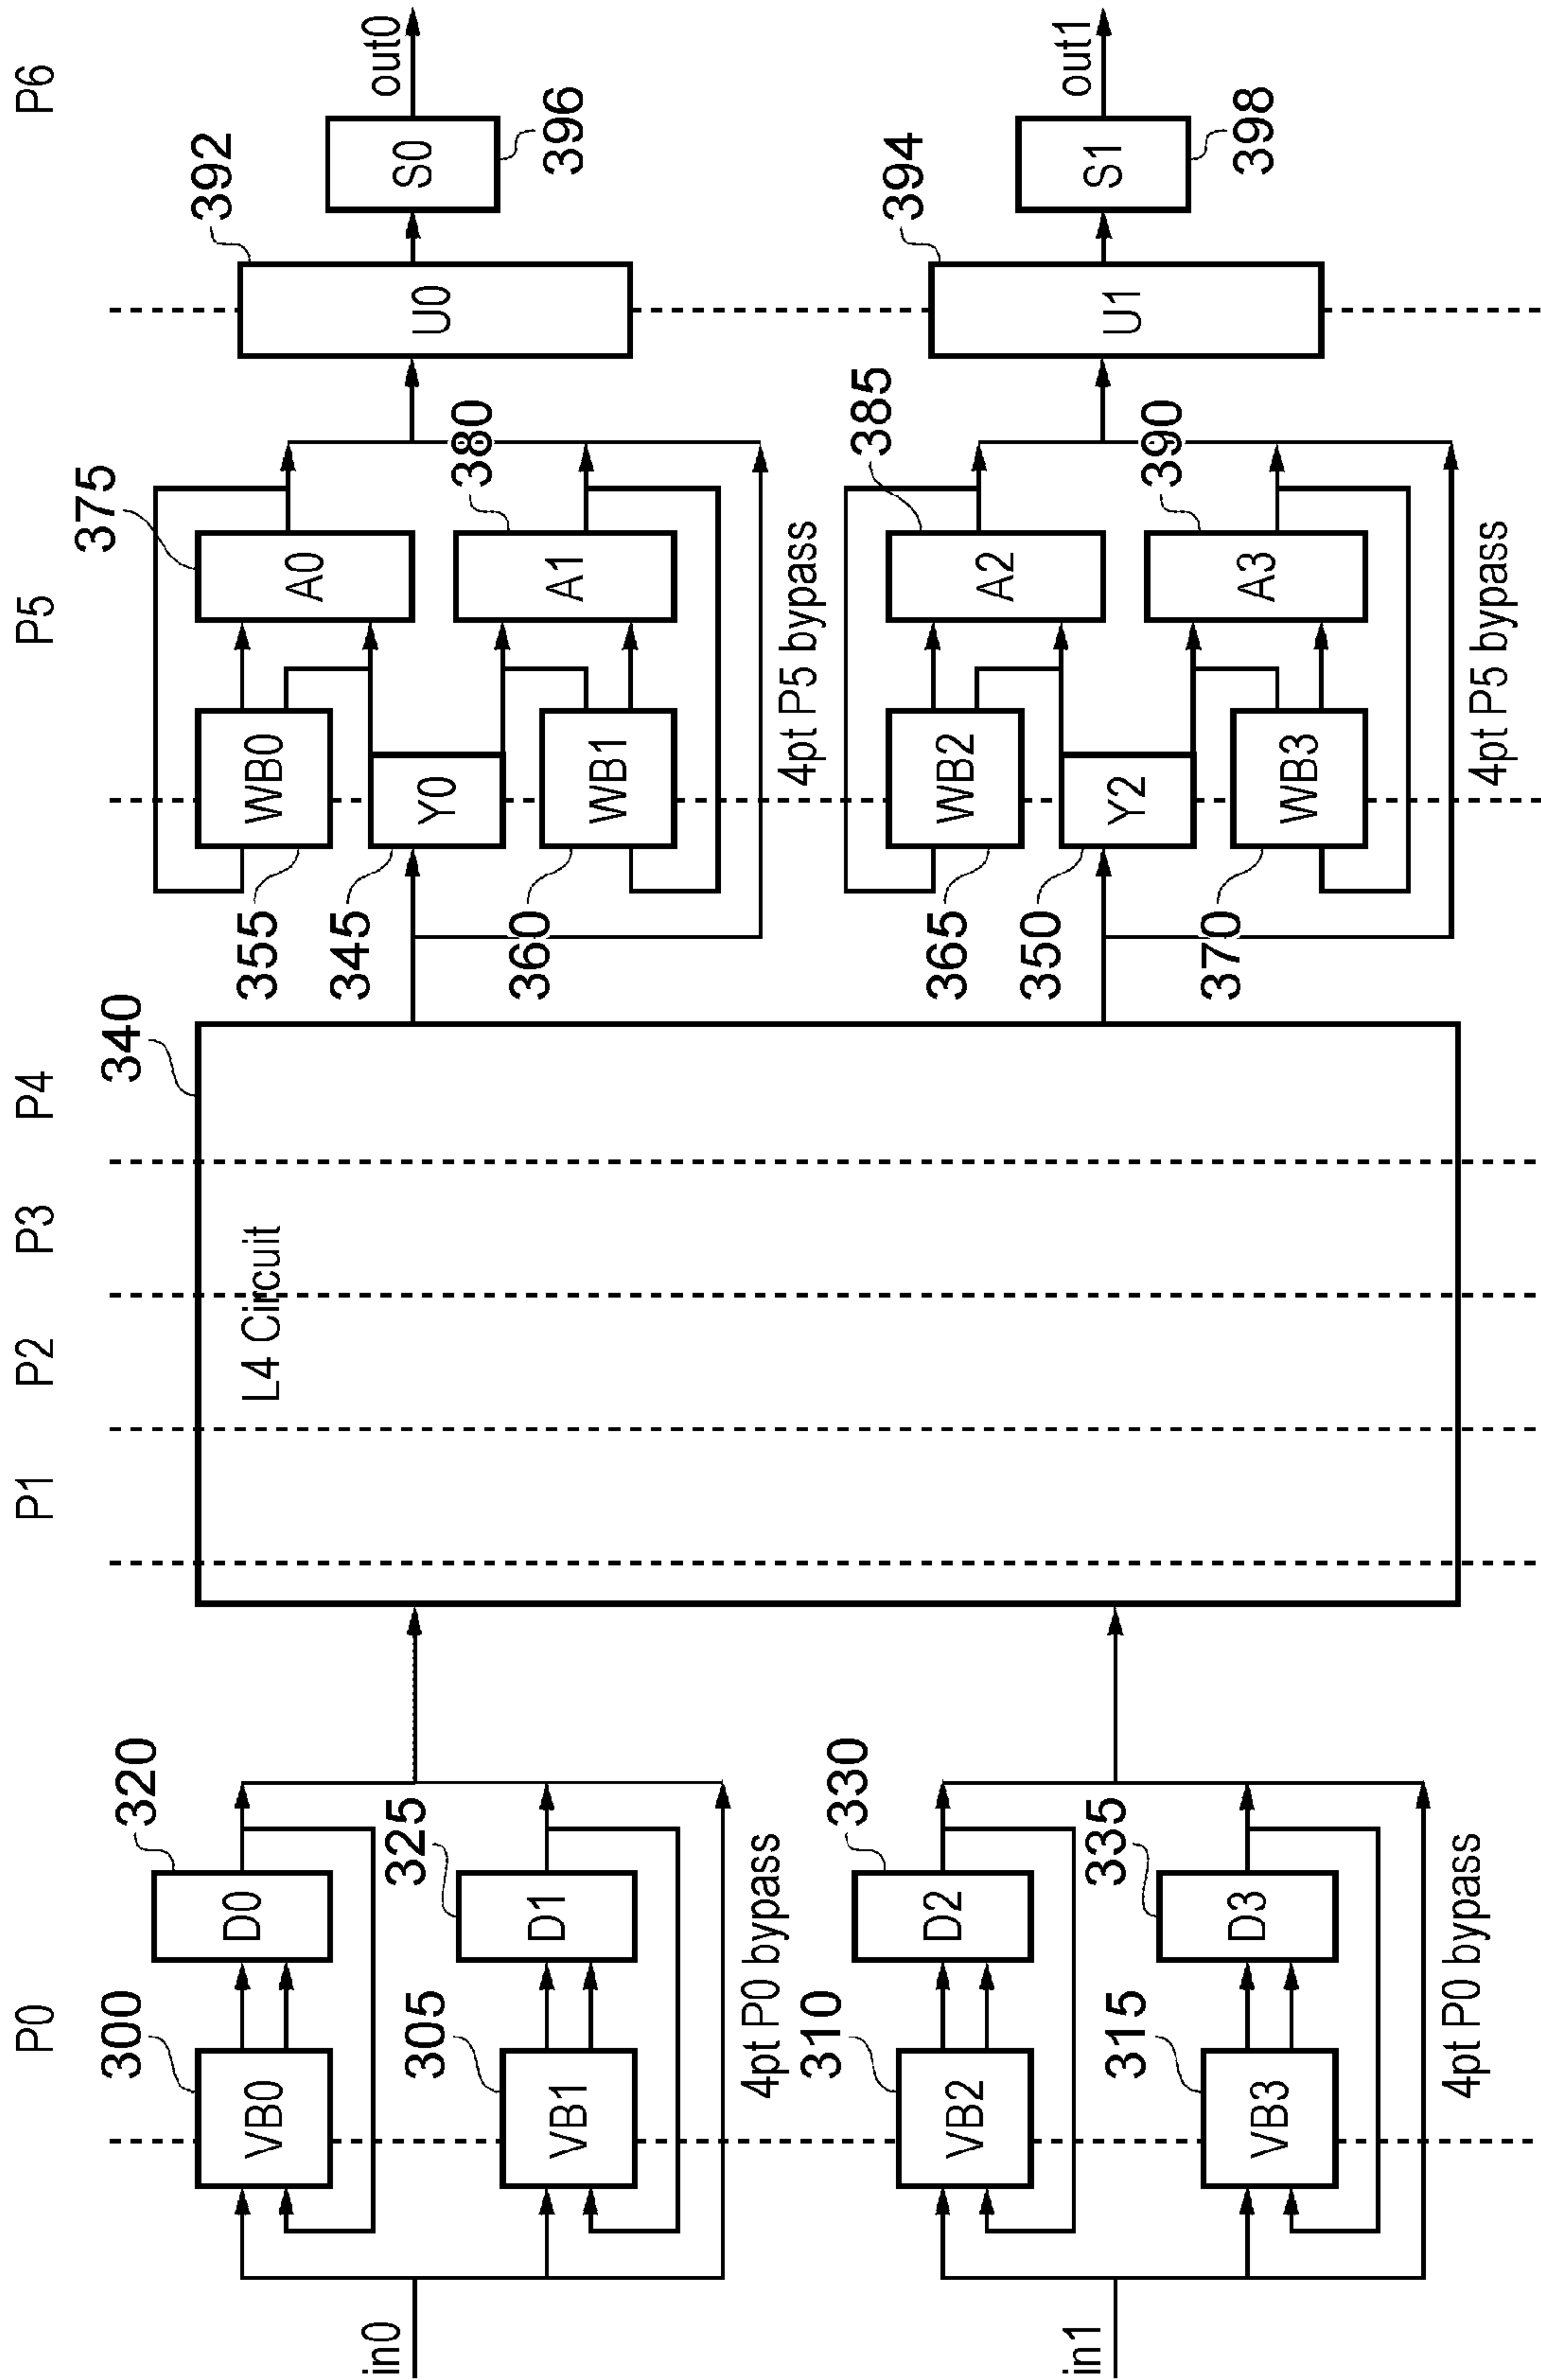 P0
P1
P2
P3
P4
P5
P6
in0
300
VB0
320
D0
305
VB1
325
D1
4pt P0 bypass
in1
310
VB2
330
D2
315
VB3
335
D3
4pt P0 bypass
340
L4 Circuit
355
WB0
375
A0
345
Y0
360
WB1
380
A1
4pt P5 bypass
392
U0
S0
396
out0
365
WB2
385
A2
350
Y2
370
WB3
390
A3
4pt P5 bypass
394
U1
S1
398
out1